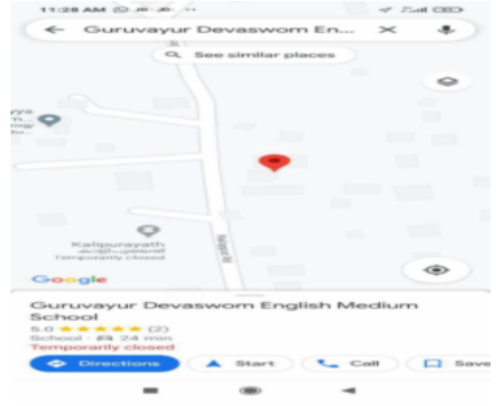 11:28 AM
Guruvayur Devaswom En...
See similar places
Kalipurayath
Temporarily closed
Google
Guruvayur Devaswom English Medium
School
5.0 (2)
School · 24 min
Temporarily closed
Directions
Start
Call
Save